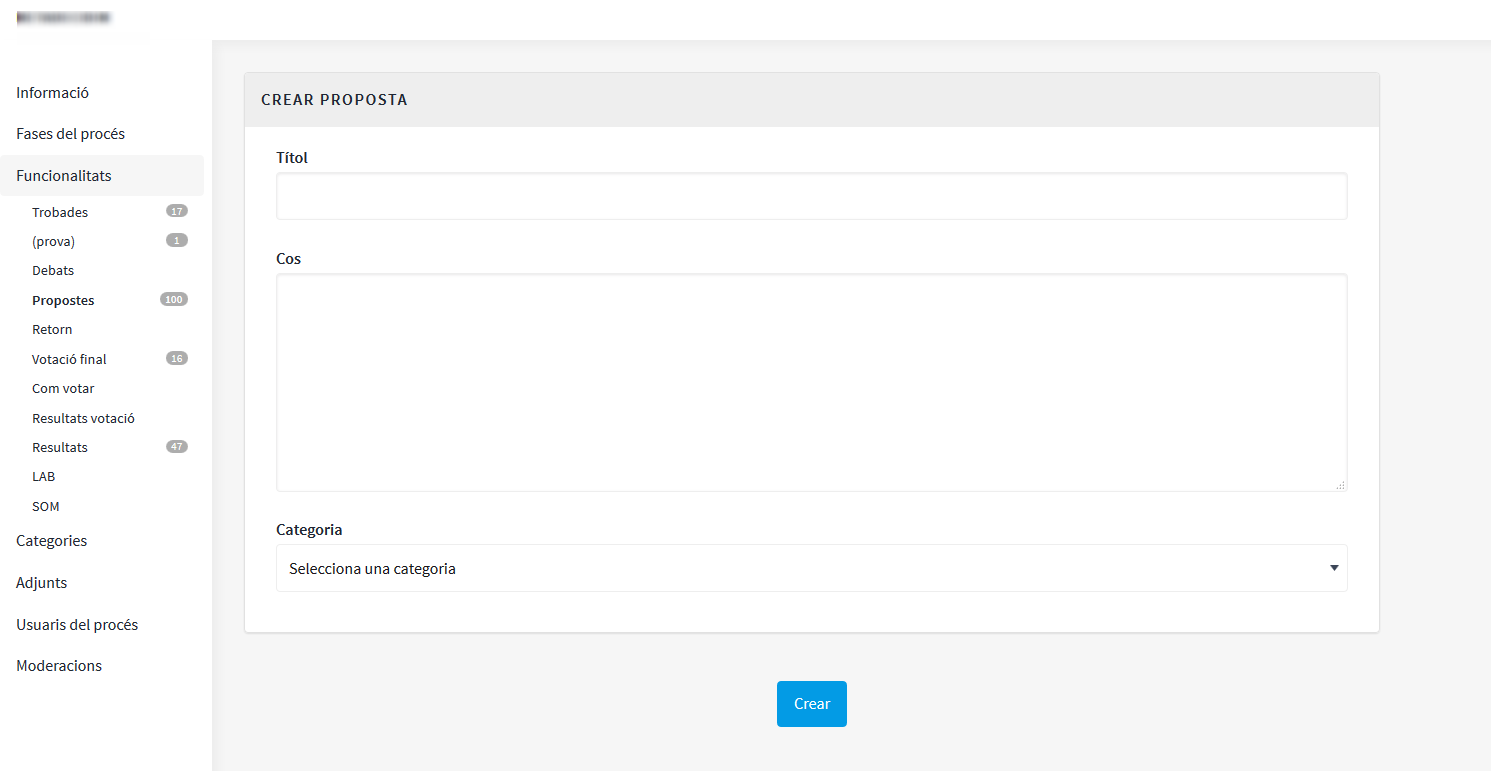 Informació
Fases del procés
Funcionalitats
Trobades 17
(prova) 1
Debats
Propostes 100
Retorn
Votació final 16
Com votar
Resultats votació
Resultats 47
LAB
SOM
Categories
Adjunts
Usuaris del procés
Moderacions
CREAR PROPOSTA
Títol
Cos
Categoria
Selecciona una categoria
Crear